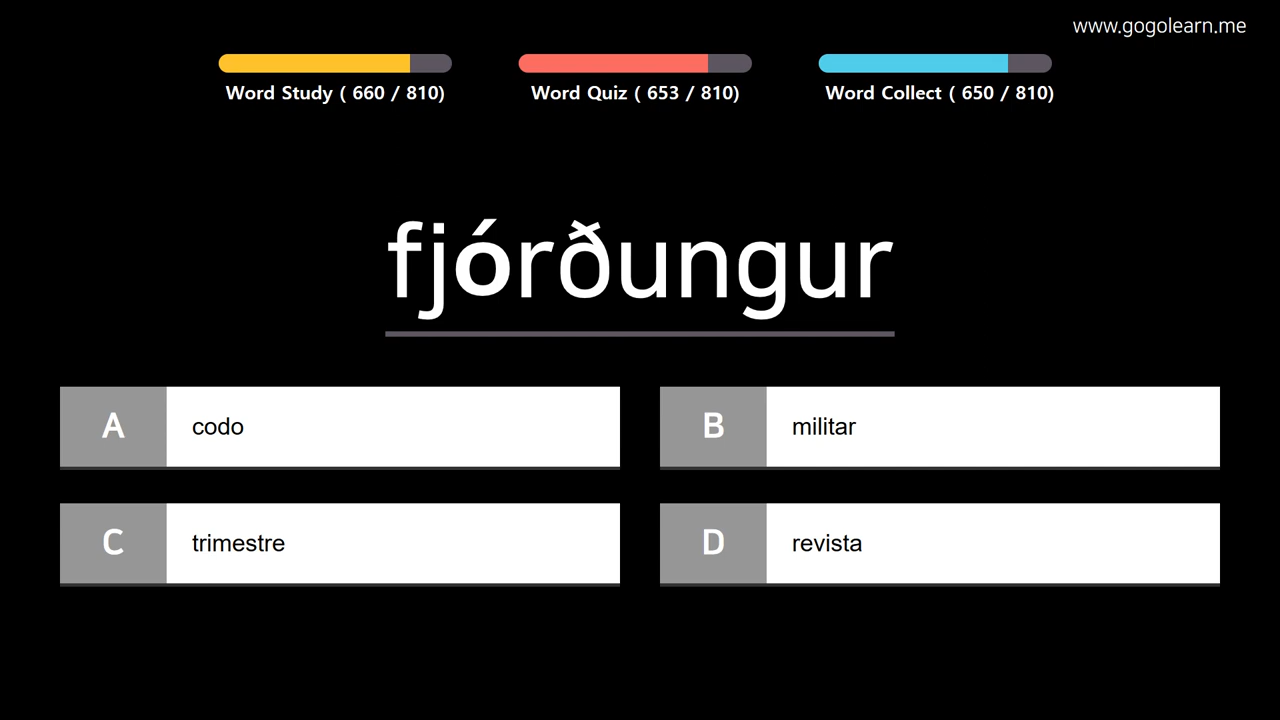 www.gogolearn.me
Word Study ( 660 / 810)
Word Quiz ( 653 / 810)
Word Collect ( 650 / 810)
fjórðungur
A codo
B militar
C trimestre
D revista